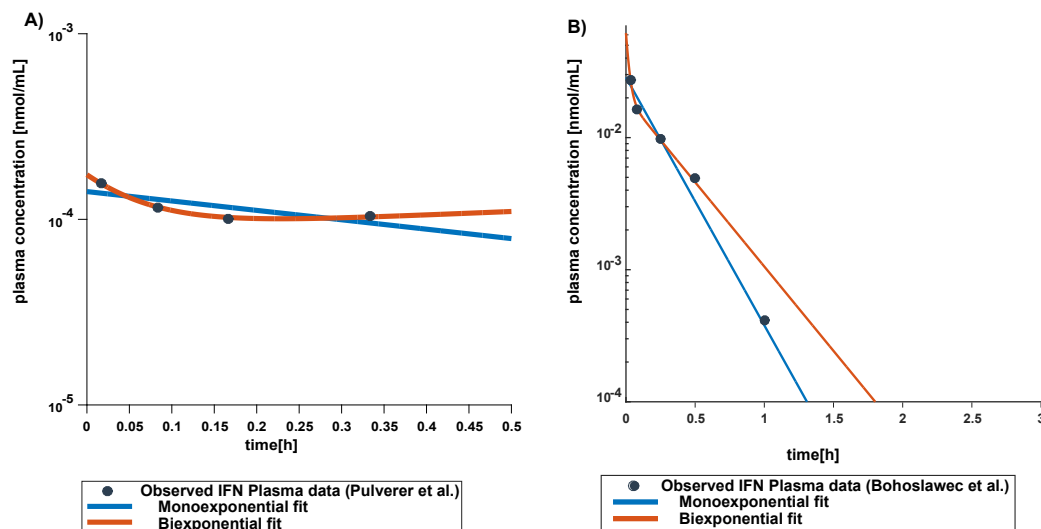 A)
10-3
10-4
10-5
plasma concentration [nmol/mL]
0 0.05 0.1 0.15 0.2 0.25 0.3 0.35 0.4 0.45 0.5
time[h]
Observed IFN Plasma data (Pulverer et al.)
Monoexponential fit
Biexponential fit
B)
10-2
10-3
10-4
plasma concentration [nmol/mL]
0 0.5 1 1.5 2 2.5 3
time[h]
Observed IFN Plasma data (Bohoslawec et al.)
Monoexponential fit
Biexponential fit